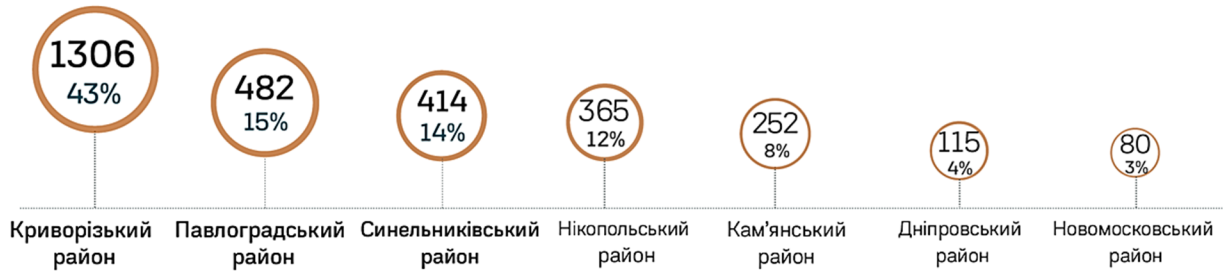 1306
43%
482
15%
414
14%
365
12%
252
8%
115
4%
80
3%
Криворізький
район
Павлоградський
район
Синельниківський
район
Нікопольський
район
Кам'янський
район
Дніпровський
район
Новомосковський
район